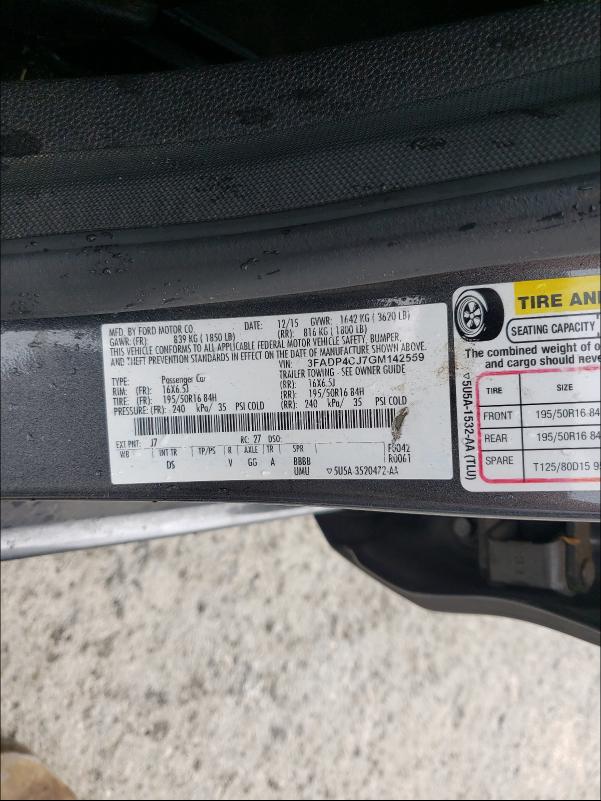 MFD. BY FORD MOTOR CO. DATE: 12/15 GVWR: 1642 KG ( 3620 LB)
GAWR: (FR): 839 KG ( 1850 LB) (RR): 816 KG ( 1800 LB)
THIS VEHICLE CONFORMS TO ALL APPLICABLE FEDERAL MOTOR VEHICLE SAFETY, BUMPER,
AND THEFT PREVENTION STANDARDS IN EFFECT ON THE DATE OF MANUFACTURE SHOWN ABOVE.
VIN: 3FADP4CJ7GM142559
TYPE: Passenger Car TRAILER TOWING - SEE OWNER GUIDE
RIM: (FR): 16X6.5J (RR): 16X6.5J
TIRE: (FR): 195/50R16 84H (RR): 195/50R16 84H
PRESSURE: (FR): 240 kPa/ 35 PSI COLD (RR): 240 kPa/ 35 PSI COLD
EXT PNT: J7 RC: 27 DSO: F0042
WB INT TR TP/PS R AXLE TR SPR R0061
DS V GG A BBBB
UMU ▽5U5A-3520472-AA
TIRE AN
SEATING CAPACITY
The combined weight of o
and cargo should neve
TIRE SIZE
FRONT 195/50R16 84
REAR 195/50R16 84
SPARE T125/80D15 9
▽5U5A-1532-AA (TLU)